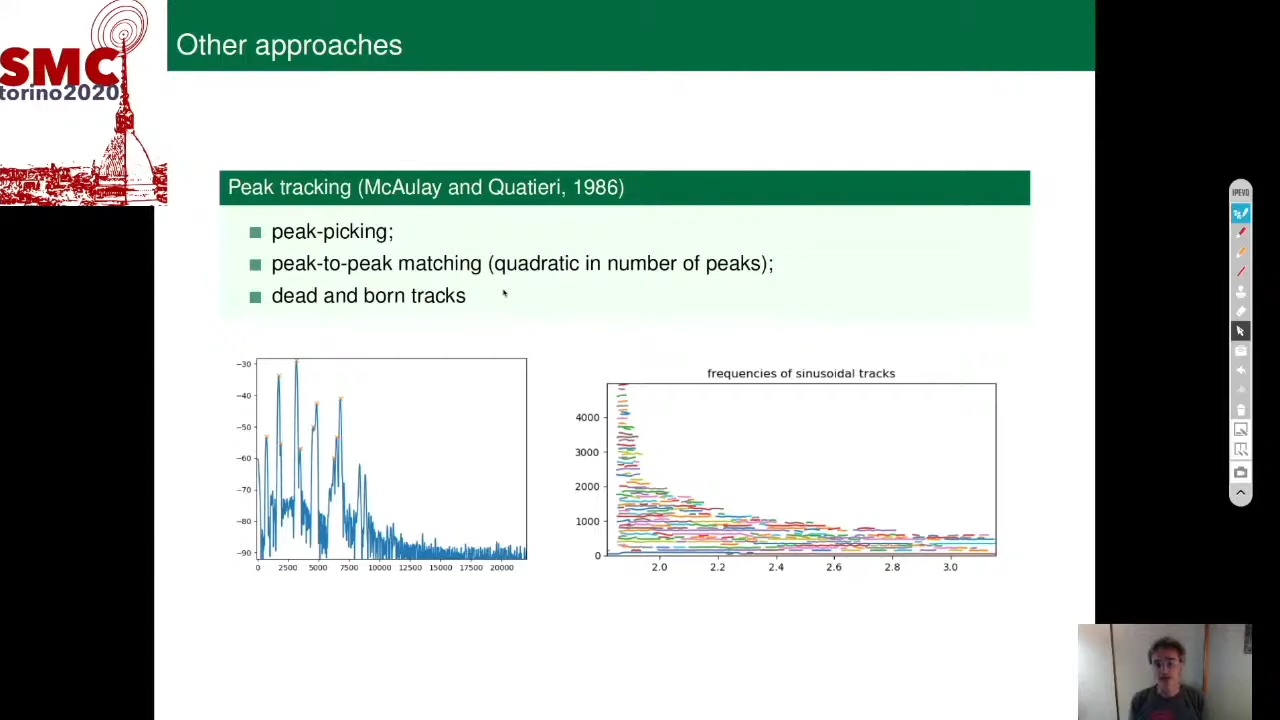 SMC
torino2020
Other approaches
IPEVO
Peak tracking (McAulay and Quatieri, 1986)
peak-picking;
peak-to-peak matching (quadratic in number of peaks);
dead and born tracks
−30
−40
−50
−60
−70
−80
−90
0 2500 5000 7500 10000 12500 15000 17500 20000
frequencies of sinusoidal tracks
4000
3000
2000
1000
0
2.0 2.2 2.4 2.6 2.8 3.0